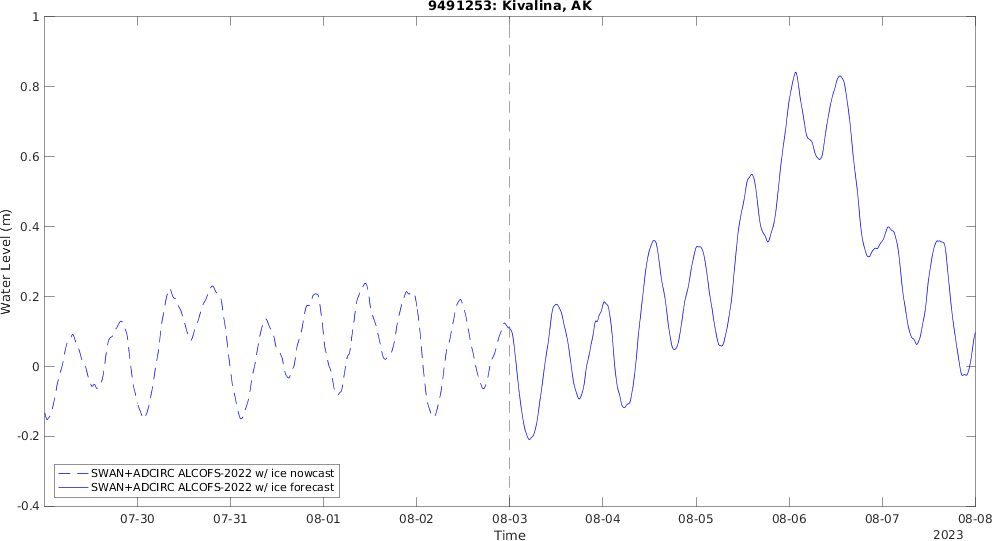 9491253: Kivalina, AK
1
0.8
0.6
0.4
0.2
0
-0.2
-0.4
Water Level (m)
SWAN+ADCIRC ALCOFS-2022 w/ ice nowcast
SWAN+ADCIRC ALCOFS-2022 w/ ice forecast
07-30 07-31 08-01 08-02 08-03 08-04 08-05 08-06 08-07 08-08
Time
2023